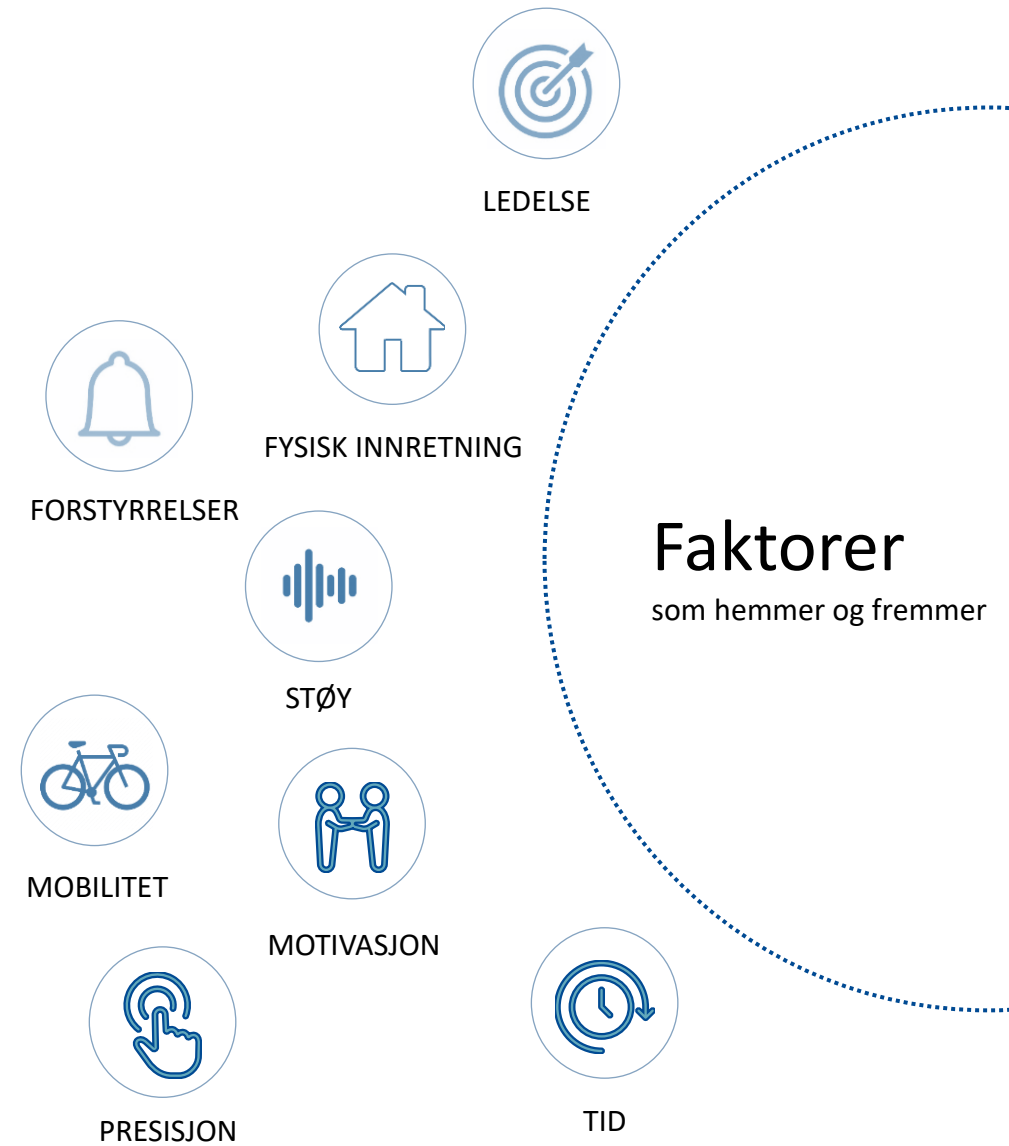 LEDELSE
FYSISK INNRETNING
FORSTYRRELSER
Faktorer
som hemmer og fremmer
STØY
MOBILITET
MOTIVASJON
TID
PRESISJON